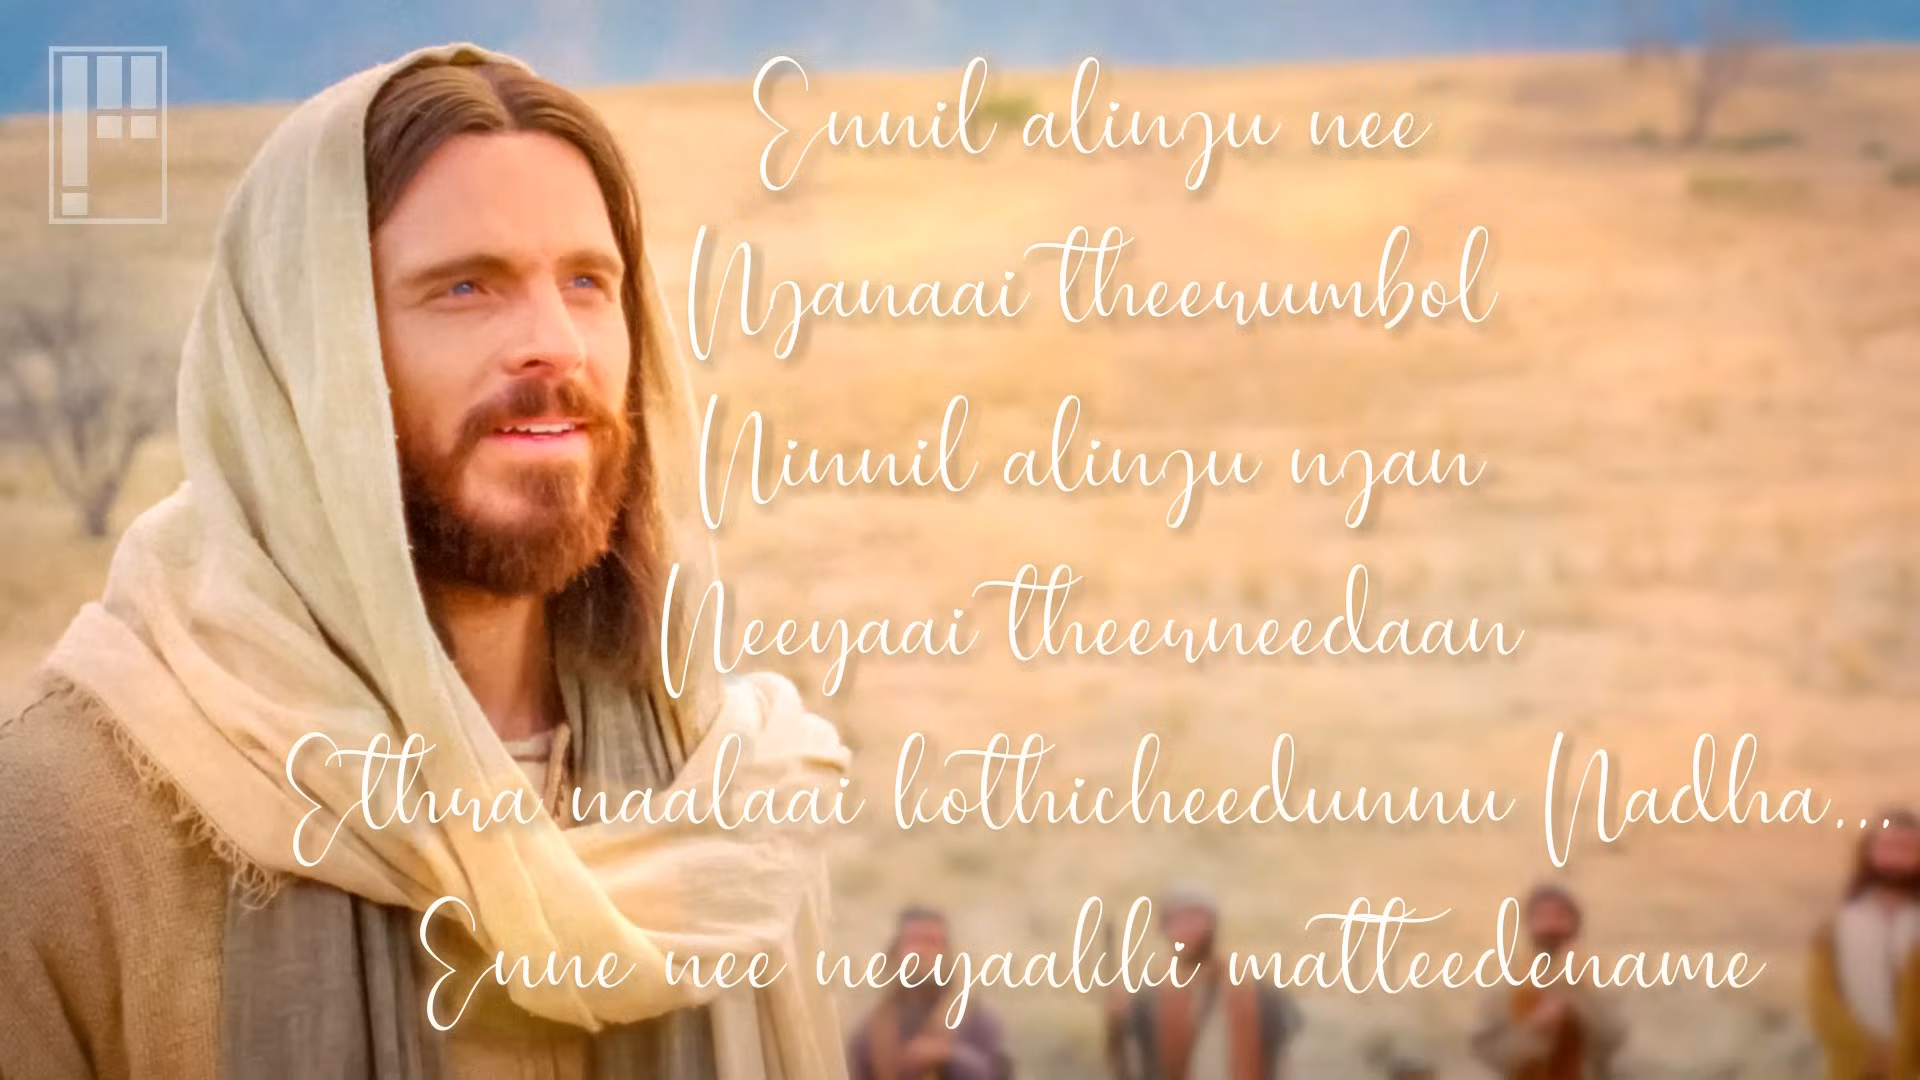 Ennil alinju nee
Njanaai theerumbol
Ninnil alinju njan
Neeyaai theerneedaan
Ethra naalaai kothicheedunnu Nadha...
Enne nee neeyaakki matteedename